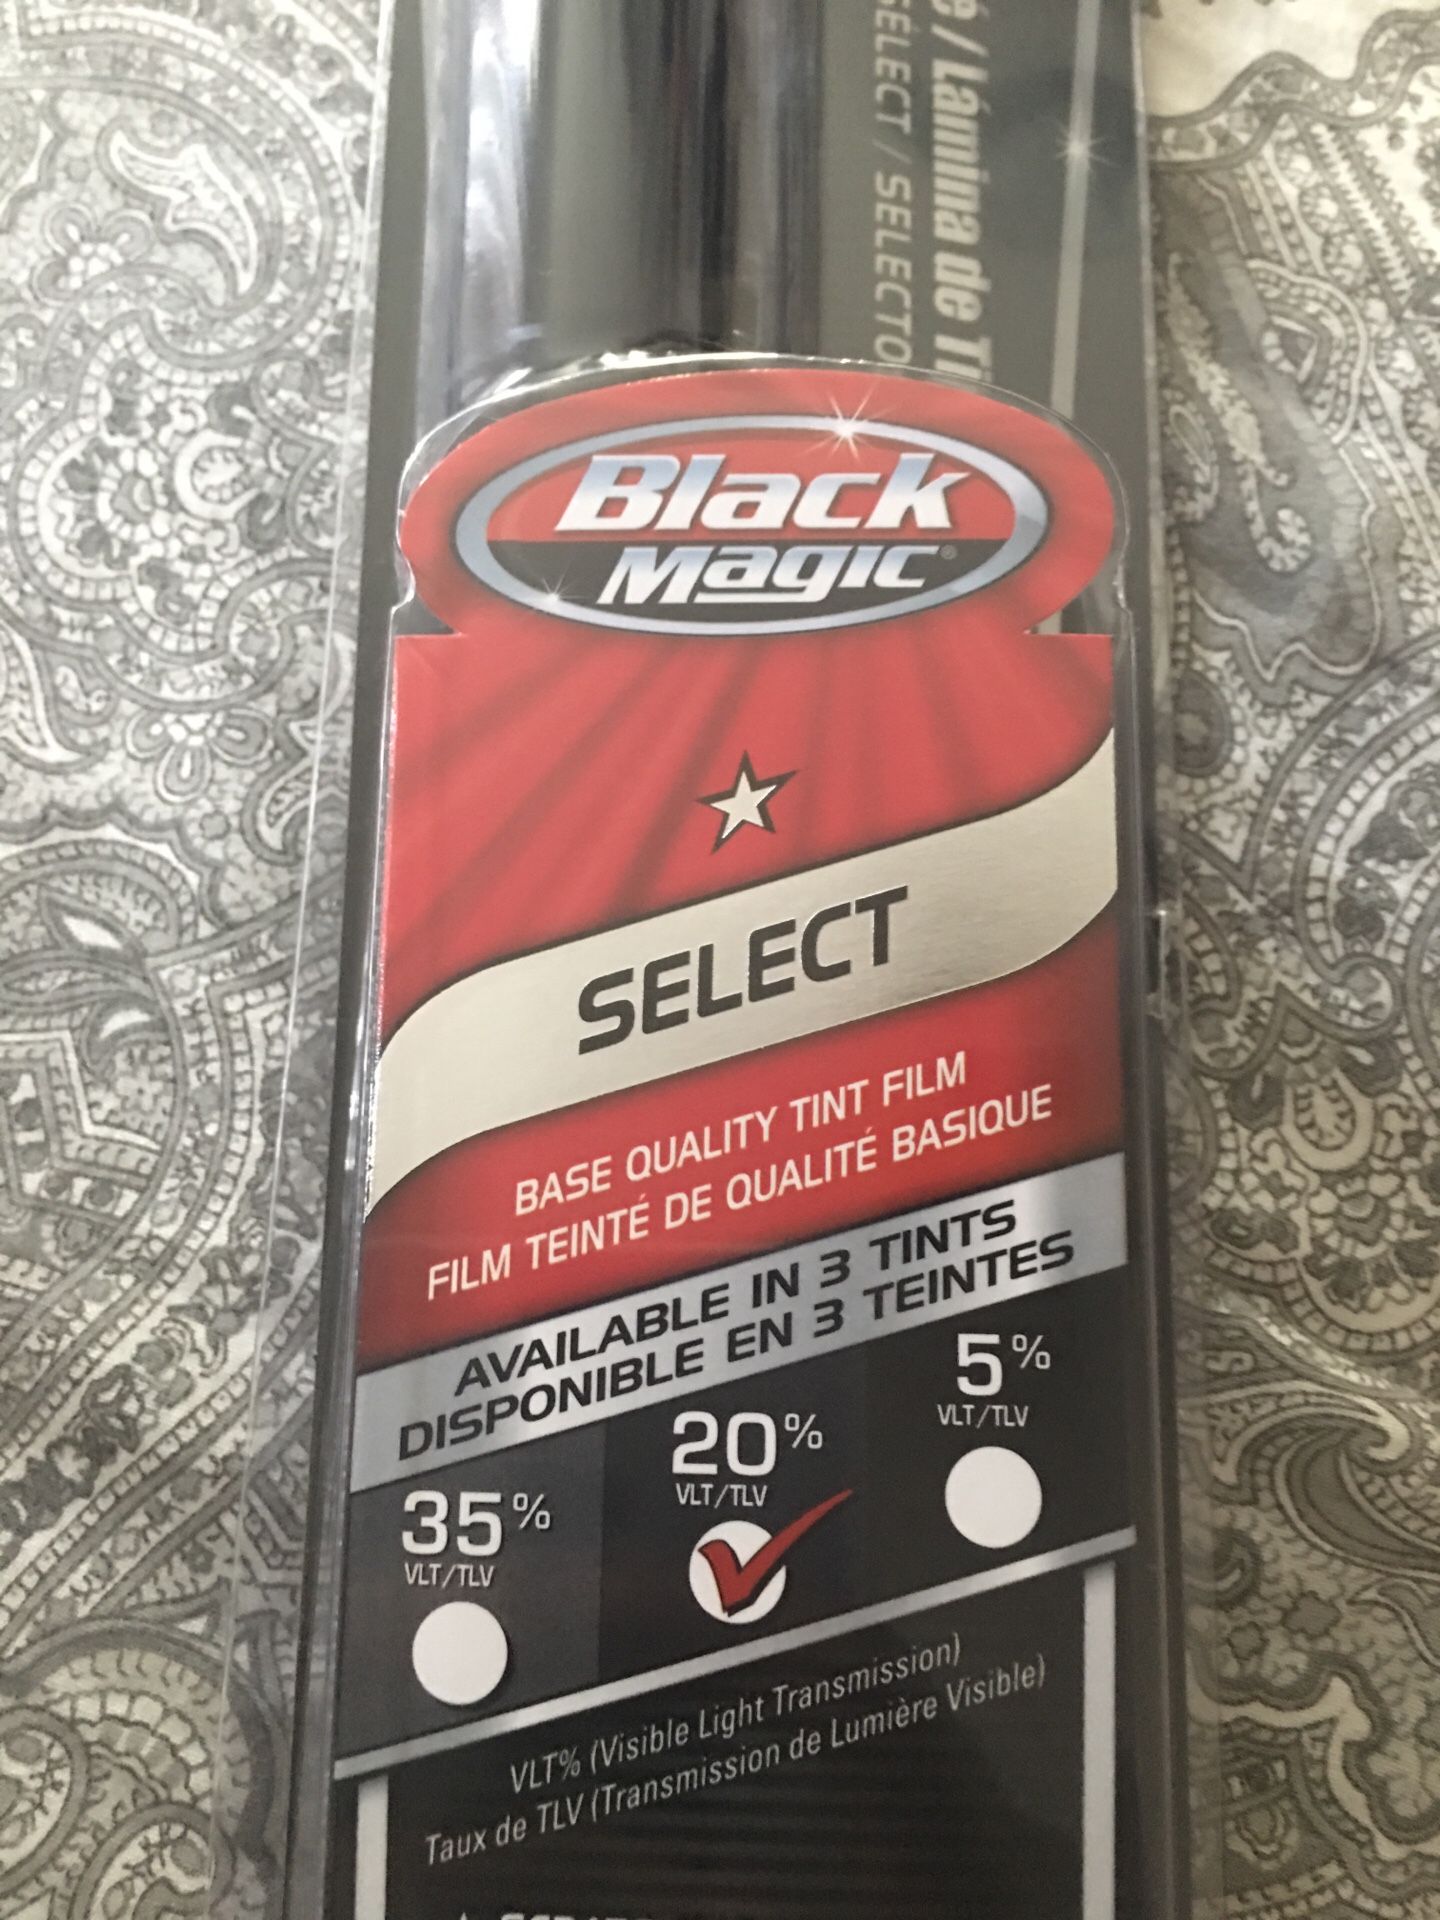 Lámina de
SÉLECT / SELECTO
Black
Magic®
SELECT
BASE QUALITY TINT FILM
FILM TEINTÉ DE QUALITÉ BASIQUE
AVAILABLE IN 3 TINTS
DISPONIBLE EN 3 TEINTES
5%
VLT/TLV
20%
VLT/TLV
35%
VLT/TLV
VLT% (Visible Light Transmission)
Taux de TLV (Transmission de Lumière Visible)